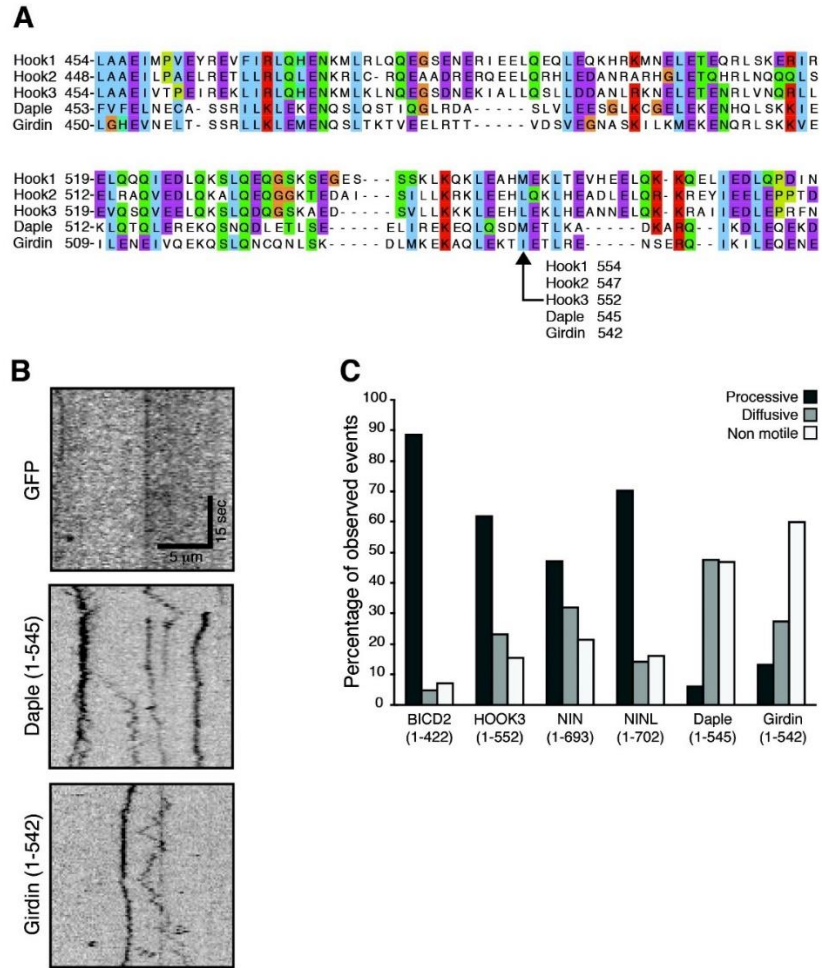 A
Hook1 454-LAAEIMPVEYREVFIRLQHENKMLRLQQEGSENERIEELQEQLEQKHRKMNELETEQRLSKERIR
Hook2 448-LAAEILPAELRETLLRLQLENKRLC-RQEAADRERQEELQRHLEDANRARHGLETQHRLNQQQLS
Hook3 454-LAAEIVTPEIREKLIRLQHENKMLKLNQEGSDNEKIALLQSLLDDANLRKNELETENRLVNQRLL
Daple 453-FVFELNECA-SSRILKLEKENQSLQSTIQGLRDA-----SLVLEESGLKCGELEKENHQLSKKIE
Girdin 450-LGHEVNELT-SSRLLKLEMENQSLTKTVEELRTT-----VDSVEGNASKILKMEKENQRLSKKVE
Hook1 519-ELQQQIEDLQKALQEQGSKSEGES---SSKLKQKLEAHMEKLTEVHEELQK-KQELIEDLQPDIN
Hook2 512-ELRAQVEDLQKALQEQGGKTEDAI---SILLKRKLEEHLQKLHEADLELQR-KREYIEELEPPTD
Hook3 519-EVQSQVEELQKSLQDQGSKAED-----SVLLKKKLEEHLEKLHEANNELQK-KRAIIEDLEPRFN
Daple 512-KLQTQLEREKQSNQDLETLS------ELIREKEQLQSDMETLKA-----DKARQ--IKDLEQEKD
Girdin 509-ILENEIVQEKQSLQNCQNLSK-----DLMKEKAQLEKTIETLRE-----NSERQ--IKILEQENE
Hook1 554
Hook2 547
Hook3 552
Daple 545
Girdin 542
B
GFP
15 sec
5 µm
Daple (1-545)
Girdin (1-542)
C
Percentage of observed events
100
90
80
70
60
50
40
30
20
10
0
Processive
Diffusive
Non motile
BICD2 HOOK3 NIN NINL Daple Girdin
(1-422) (1-552) (1-693) (1-702) (1-545) (1-542)